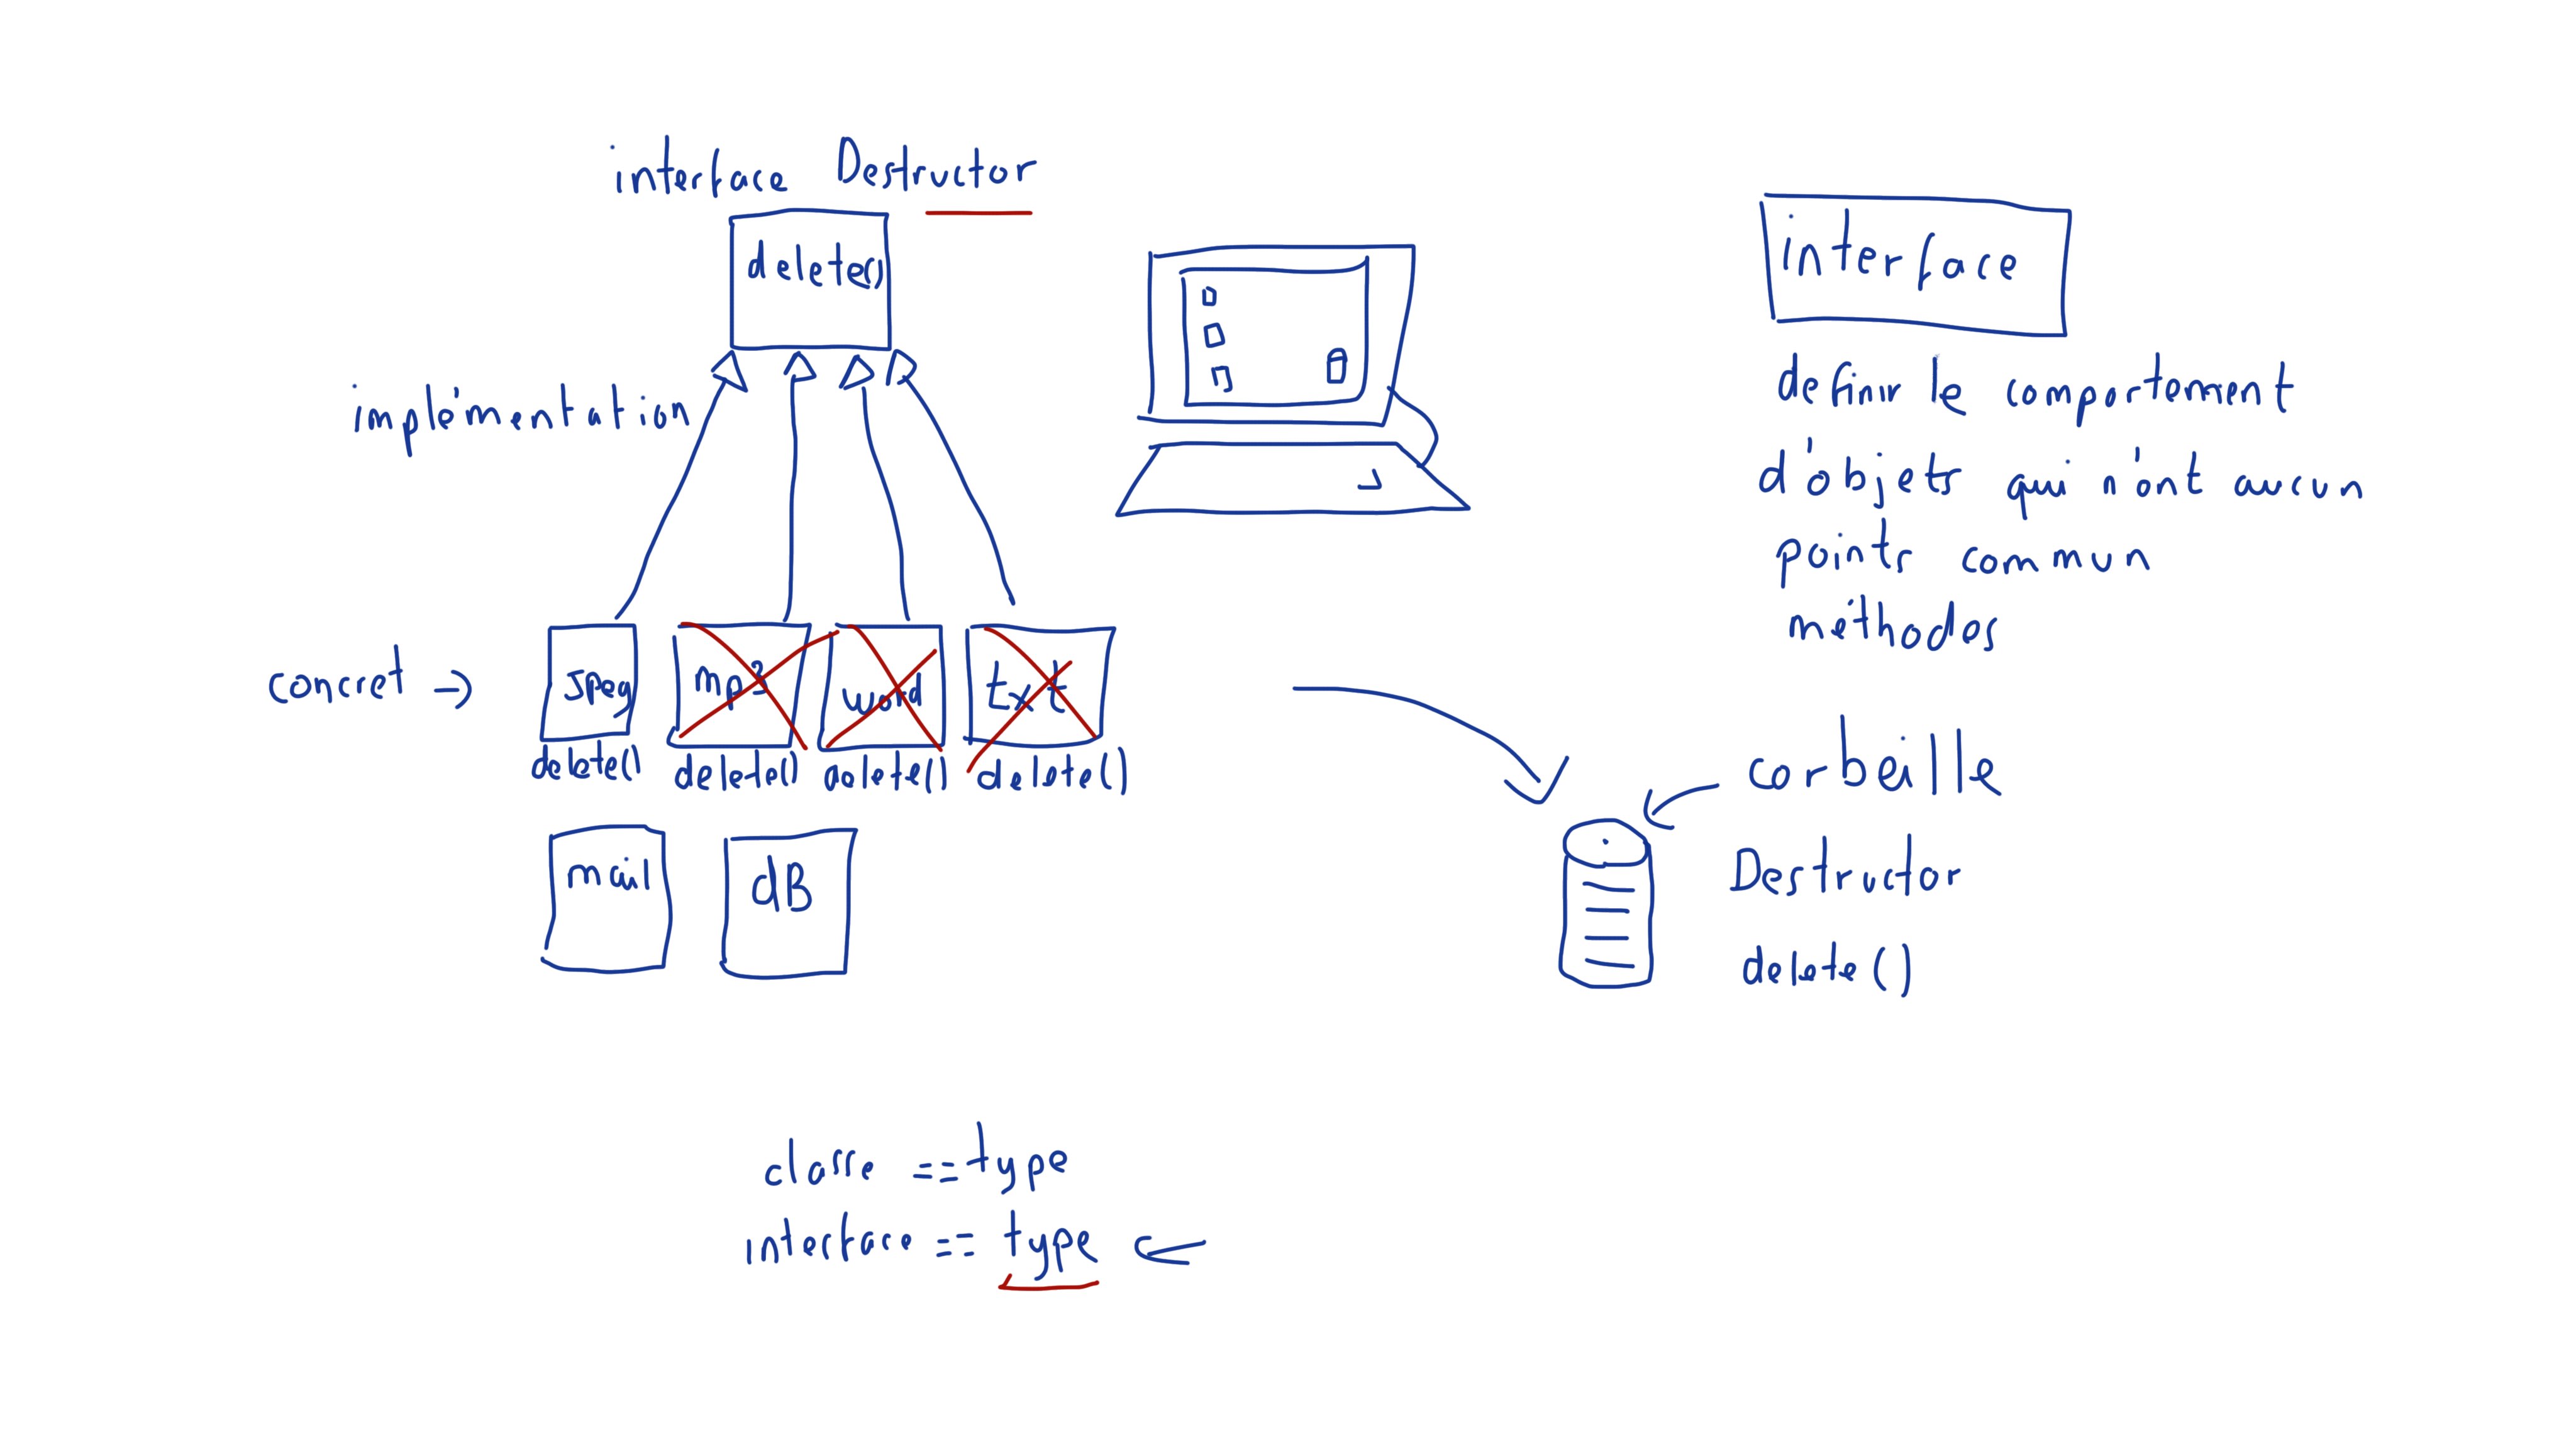 interface Destructor
delete()
implémentation
concret
Jpeg mp3 word txt
delete() delete() delete() delete()
mail dB
classe == type
interface == type
interface
définir le comportement
d'objets qui n'ont aucun
points commun
méthodes
corbeille
Destructor
delete()